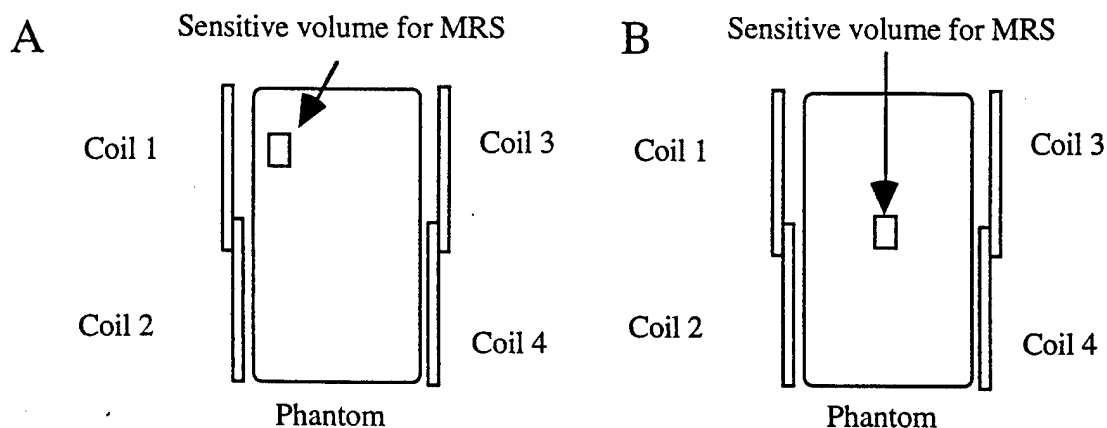 A
Sensitive volume for MRS
Coil 1
Coil 3
Coil 2
Coil 4
Phantom
B
Sensitive volume for MRS
Coil 1
Coil 3
Coil 2
Coil 4
Phantom